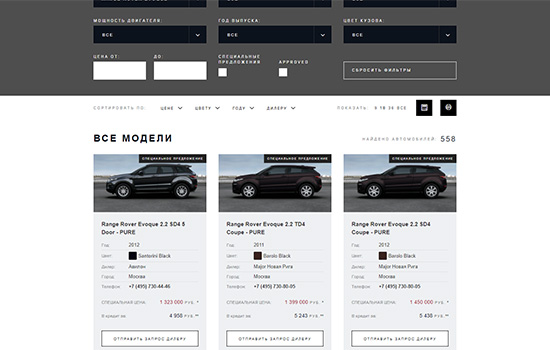 МОЩНОСТЬ ДВИГАТЕЛЯ: ГОД ВЫПУСКА: ЦВЕТ КУЗОВА:
ВСЕ ВСЕ ВСЕ
ЦЕНА ОТ: ДО: СПЕЦИАЛЬНЫЕ ПРЕДЛОЖЕНИЯ APPROVED
СБРОСИТЬ ФИЛЬТРЫ
СОРТИРОВАТЬ ПО: ЦЕНЕ ЦВЕТУ ГОДУ ДИЛЕРУ ПОКАЗАТЬ: 9 18 36 ВСЕ
ВСЕ МОДЕЛИ НАЙДЕНО АВТОМОБИЛЕЙ: 558
СПЕЦИАЛЬНОЕ ПРЕДЛОЖЕНИЕ СПЕЦИАЛЬНОЕ ПРЕДЛОЖЕНИЕ СПЕЦИАЛЬНОЕ ПРЕДЛОЖЕНИЕ
Range Rover Evoque 2.2 SD4 5 Door - PURE
Год: 2012
Цвет: Santorini Black
Дилер: Авилон
Город: Москва
Телефон: +7 (495) 730-44-46
СПЕЦИАЛЬНАЯ ЦЕНА: 1 323 000 РУБ. *
В кредит за: 4 908 РУБ. **
ОТПРАВИТЬ ЗАПРОС ДИЛЕРУ
Range Rover Evoque 2.2 TD4 Coupe - PURE
Год: 2011
Цвет: Barolo Black
Дилер: Major Новая Рига
Город: Москва
Телефон: +7 (495) 730-80-05
СПЕЦИАЛЬНАЯ ЦЕНА: 1 399 000 РУБ. *
В кредит за: 5 243 РУБ. **
ОТПРАВИТЬ ЗАПРОС ДИЛЕРУ
Range Rover Evoque 2.2 SD4 Coupe - PURE
Год: 2012
Цвет: Barolo Black
Дилер: Major Новая Рига
Город: Москва
Телефон: +7 (495) 730-80-05
СПЕЦИАЛЬНАЯ ЦЕНА: 1 450 000 РУБ. *
В кредит за: 5 438 РУБ. **
ОТПРАВИТЬ ЗАПРОС ДИЛЕРУ